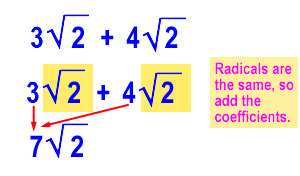 3√2 + 4√2
3√2 + 4√2
Radicals are
the same, so
add the
coefficients.
7√2